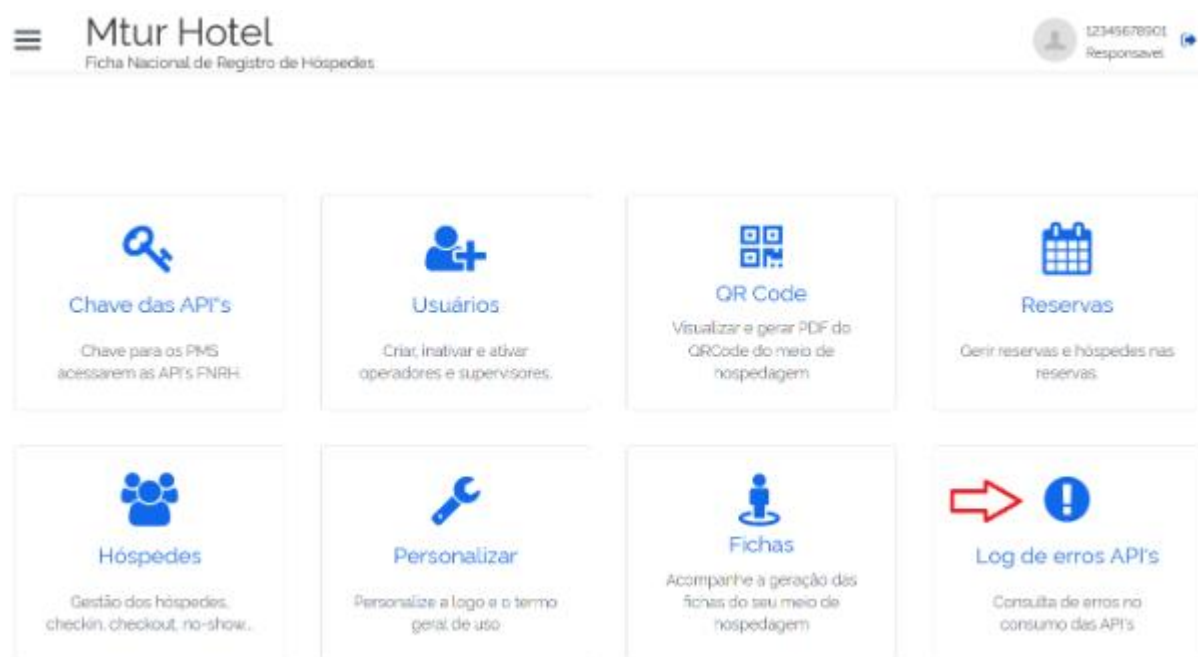 Mtur Hotel
Ficha Nacional de Registro de Hóspedes
12345678901
Responsavel
Chave das API"s
Chave para os PMS
acessarem as API's FNRH.
Usuários
Criar, inativar e ativar
operadores e supervisores.
QR Code
Visualizar e gerar PDF do
QRCode do meio de
hospedagem
Reservas
Gerir reservas e hóspedes nas
reservas.
Hóspedes
Gestão dos hóspedes,
checkin, checkout, no-show...
Personalizar
Personalize a logo e o termo
geral de uso
Fichas
Acompanhe a geração das
fichas do seu meio de
hospedagem
Log de erros API's
Consulta de erros no
consumo das API's